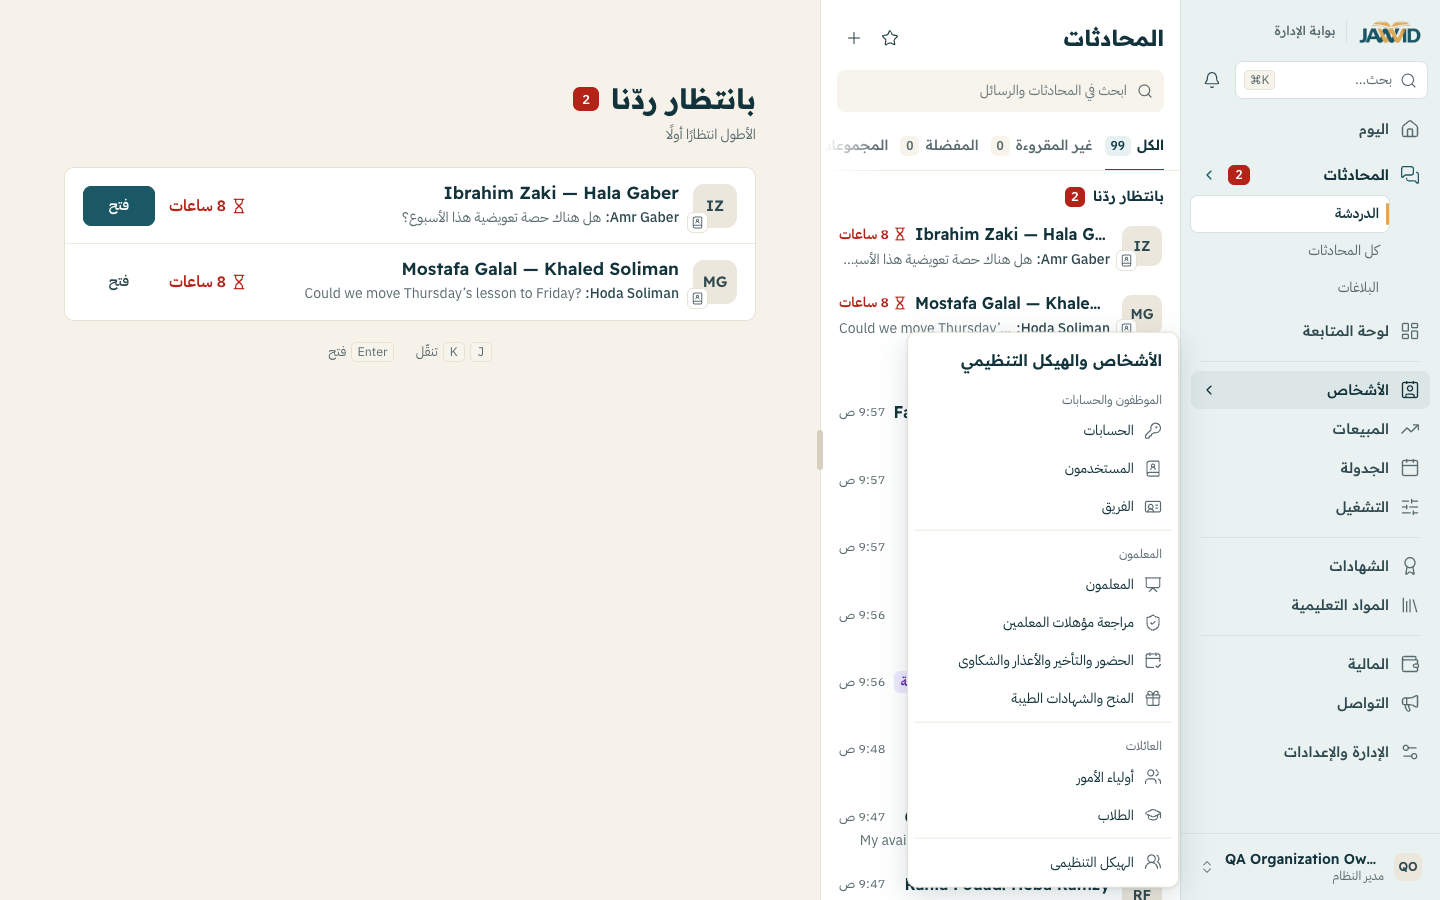 JAWWID
بوابة الإدارة
بحث...
⌘K
اليوم
المحادثات
2
الدردشة
كل المحادثات
البلاغات
لوحة المتابعة
الأشخاص
المبيعات
الجدولة
التشغيل
الشهادات
المواد التعليمية
المالية
التواصل
الإدارة والإعدادات
QO
QA Organization Ow...
مدير النظام
المحادثات
ابحث في المحادثات والرسائل
الكل 99
غير المقروءة 0
المفضلة 0
المجموعات
بانتظار ردّنا 2
IZ
Ibrahim Zaki — Hala G...
8 ساعات
Amr Gaber: هل هناك حصة تعويضية هذا الأسب...
MG
Mostafa Galal — Khale...
8 ساعات
Hoda Soliman: Could we move Thursday’...
9:57 ص
9:57 ص
9:57 ص
9:56 ص
9:56 ص
9:48 ص
9:47 ص
My avai
9:47 ص
RF
الأشخاص والهيكل التنظيمي
الموظفون والحسابات
الحسابات
المستخدمون
الفريق
المعلمون
المعلمون
مراجعة مؤهلات المعلمين
الحضور والتأخير والأعذار والشكاوى
المنح والشهادات الطيبة
العائلات
أولياء الأمور
الطلاب
الهيكل التنظيمى
بانتظار ردّنا 2
الأطول انتظارًا أولًا
IZ
Ibrahim Zaki — Hala Gaber
Amr Gaber: هل هناك حصة تعويضية هذا الأسبوع؟
8 ساعات
فتح
MG
Mostafa Galal — Khaled Soliman
Hoda Soliman: Could we move Thursday’s lesson to Friday?
8 ساعات
فتح
J K تنقّل Enter فتح